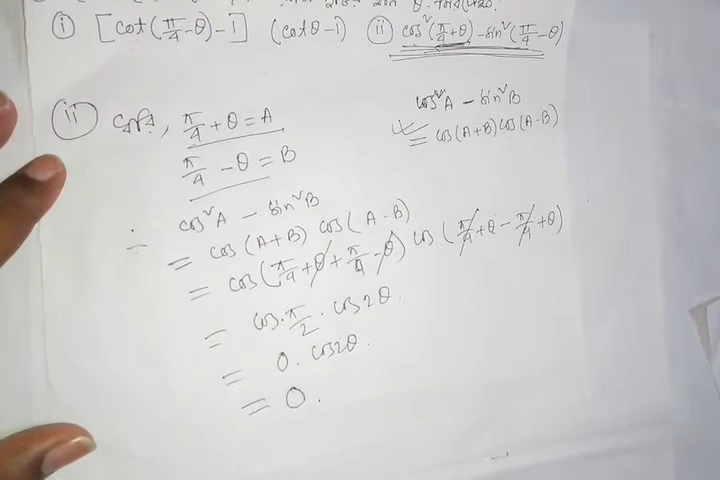 θ
(i) [cot(π/4-θ)-1] (cotθ-1) (ii) cos²(π/4+θ)-sin²(π/4-θ)
(ii) ধরি, π/4+θ=A
π/4-θ=B
cos²A - sin²B
= cos(A+B) cos(A-B)
∴ cos²A - sin²B
= cos(A+B) cos(A-B)
= cos(π/4+θ+π/4-θ) cos(π/4+θ-π/4+θ)
= cos.π/2 . cos2θ.
= 0. cos2θ.
= 0.